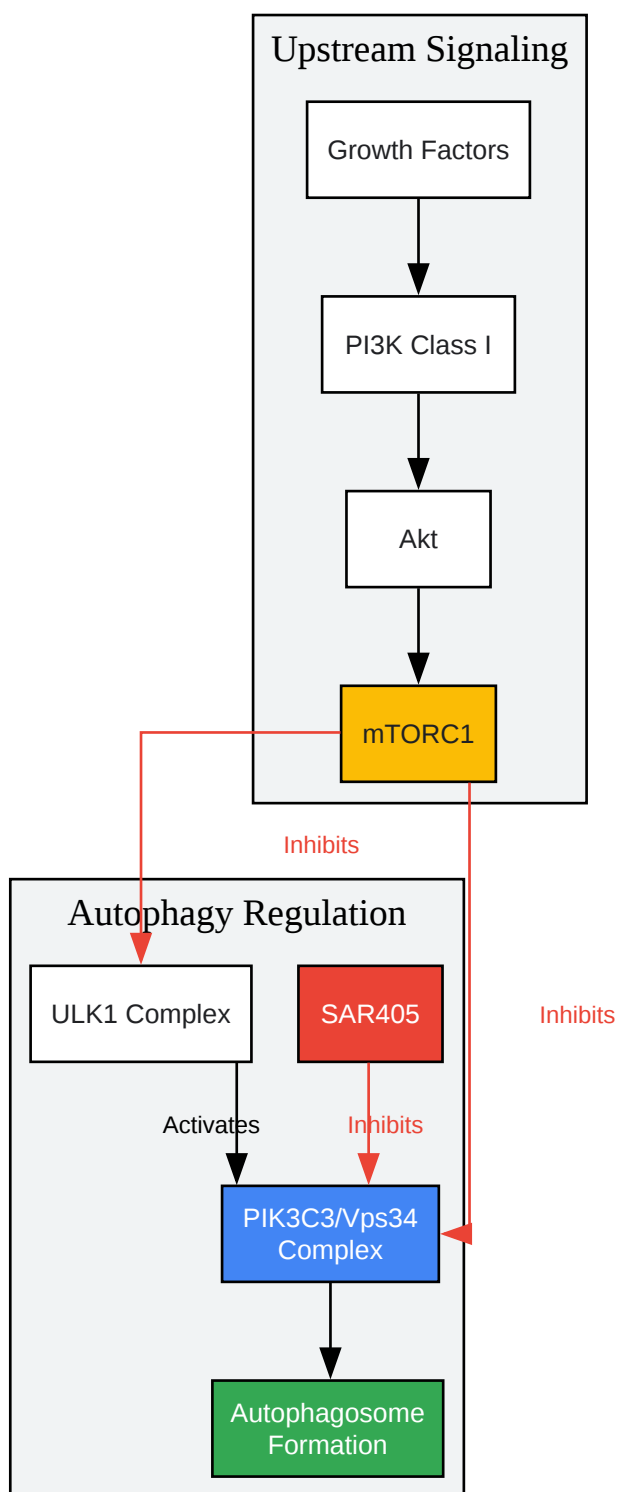 Upstream Signaling
Growth Factors
PI3K Class I
Akt
mTORC1
Inhibits
Autophagy Regulation
ULK1 Complex
SAR405
Inhibits
Activates
Inhibits
PIK3C3/Vps34
Complex
Autophagosome
Formation